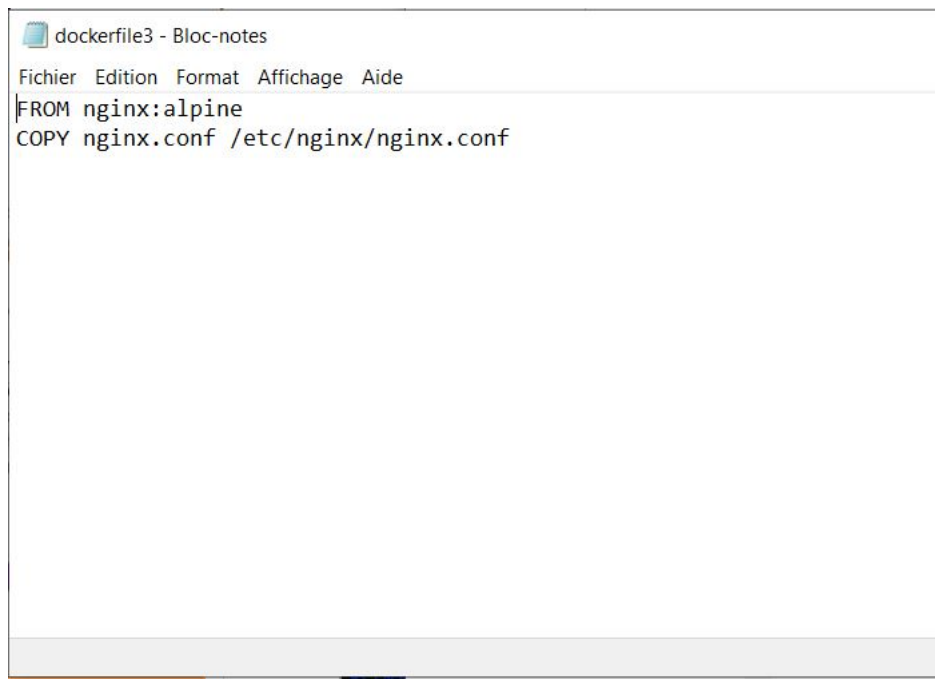 dockerfile3 - Bloc-notes
Fichier Edition Format Affichage Aide
FROM nginx:alpine
COPY nginx.conf /etc/nginx/nginx.conf